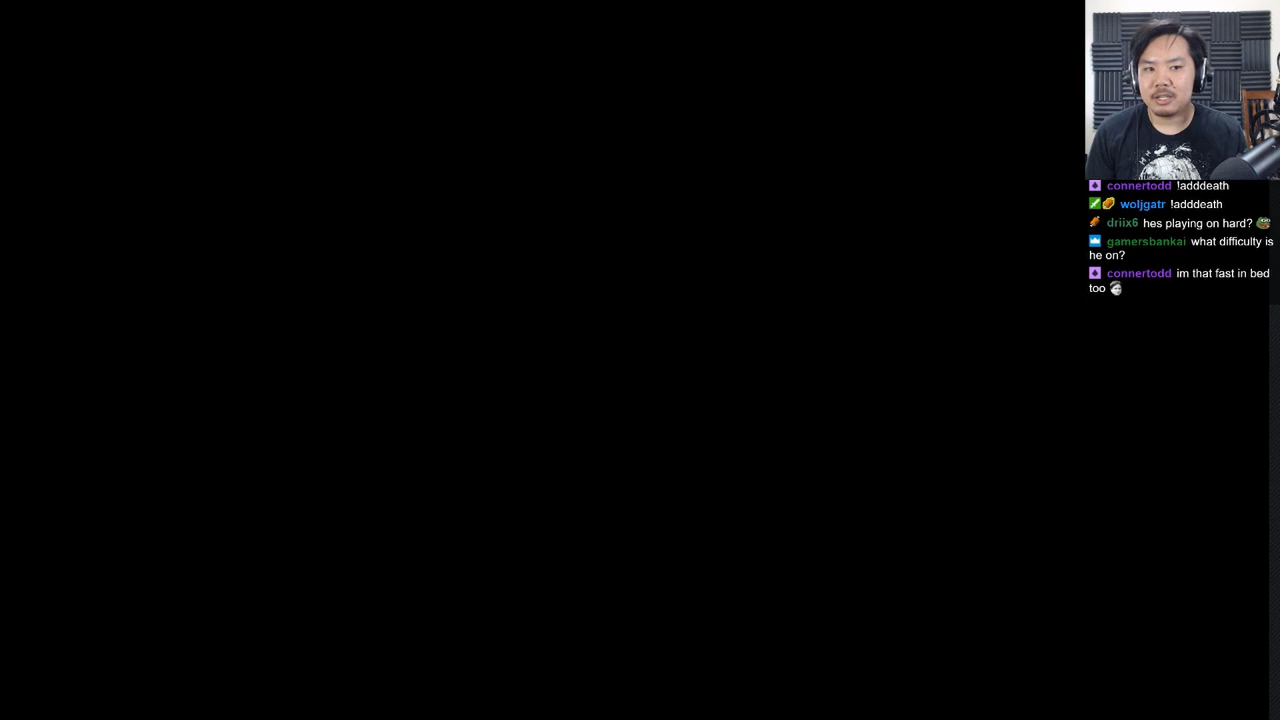 connertodd !adddeath
woljgatr !adddeath
driix6 hes playing on hard?
gamersbankai what difficulty is
he on?
connertodd im that fast in bed
too